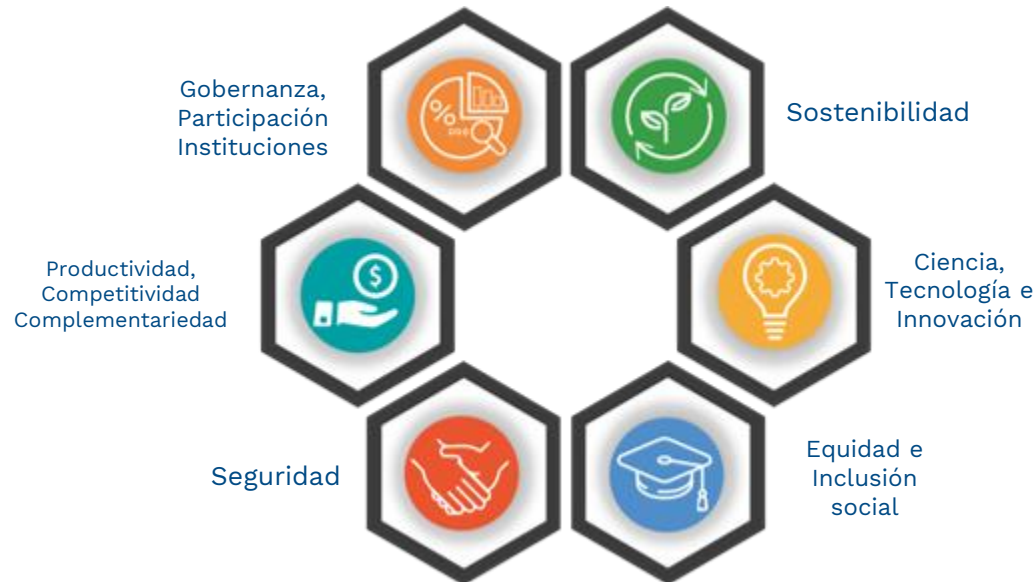 Gobernanza,
Participación
Instituciones
Sostenibilidad
Productividad,
Competitividad
Complementariedad
Ciencia,
Tecnología e
Innovación
Seguridad
Equidad e
Inclusión
social
%
$